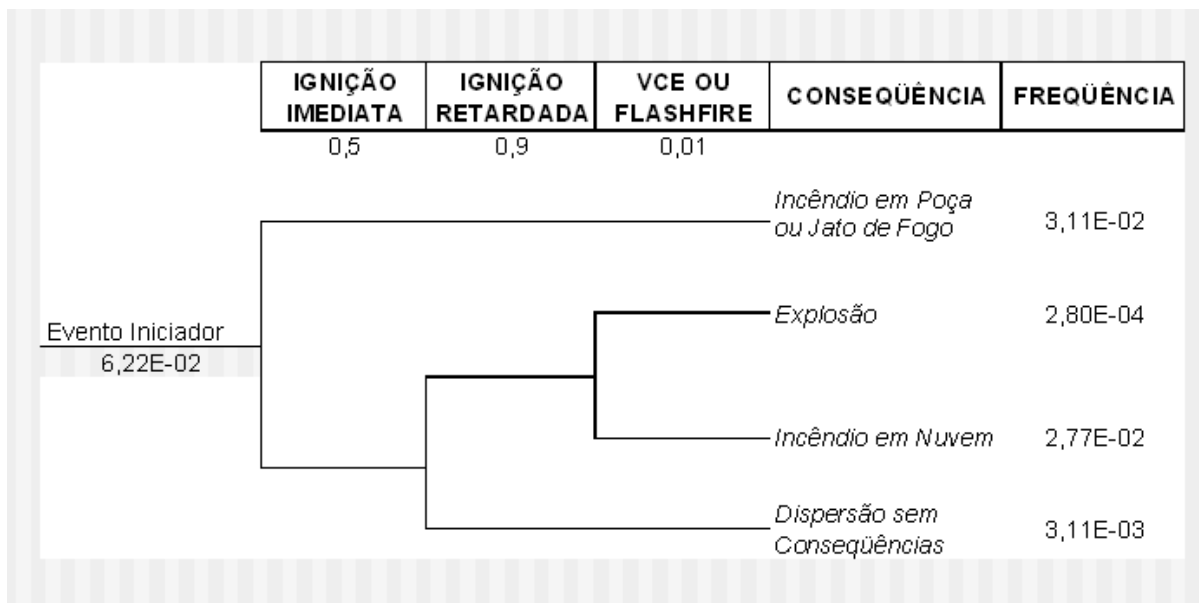 IGNIÇÃO IMEDIATA
IGNIÇÃO RETARDADA
VCE OU FLASHFIRE
CONSEQÜÊNCIA
FREQÜÊNCIA
0,5
0,9
0,01
Incêndio em Poça
ou Jato de Fogo
3,11E-02
Explosão
2,80E-04
Evento Iniciador
6,22E-02
Incêndio em Nuvem
2,77E-02
Dispersão sem
Conseqüências
3,11E-03